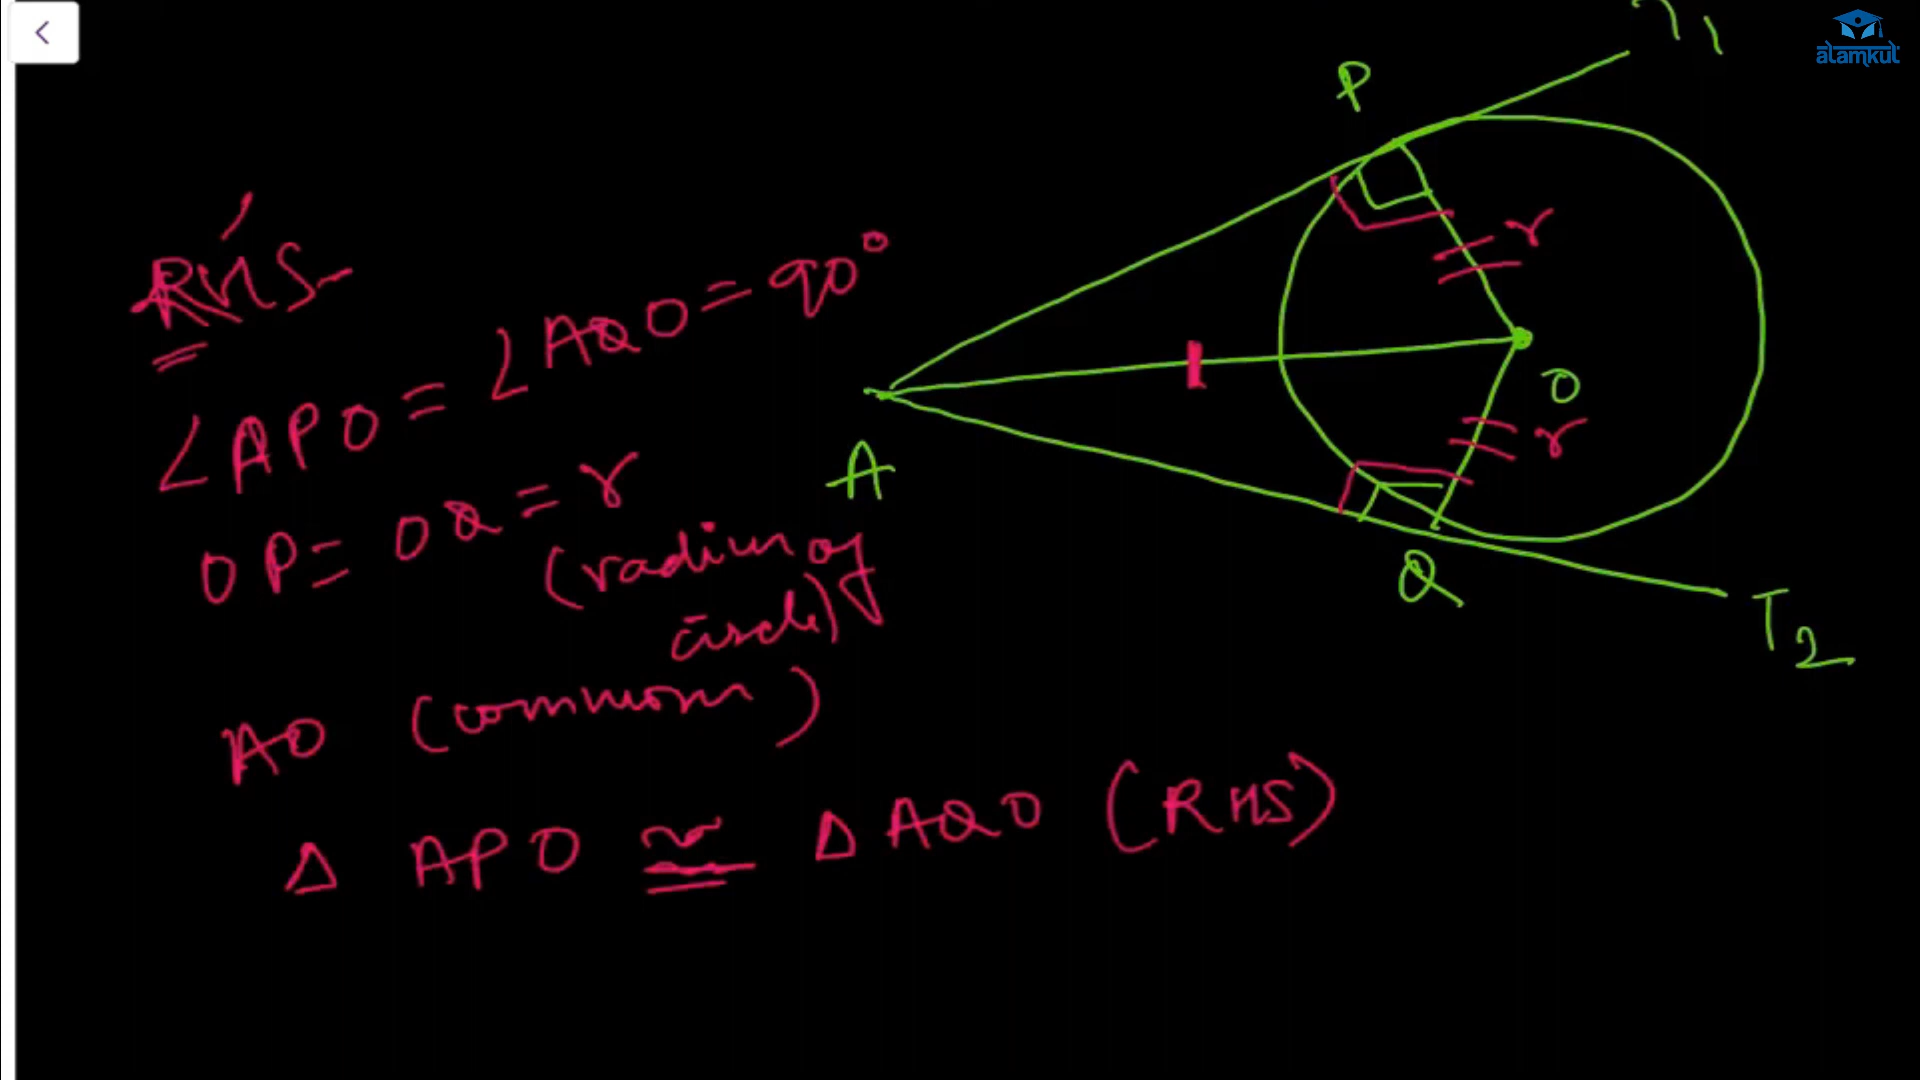 alamkul
T1
P
RHS
∠APO = ∠AQO = 90°
r
OP = OQ = r
(radius of
circle)
O
r
A
Q
T2
AO (common)
Δ APO ≅ Δ AQO (RHS)